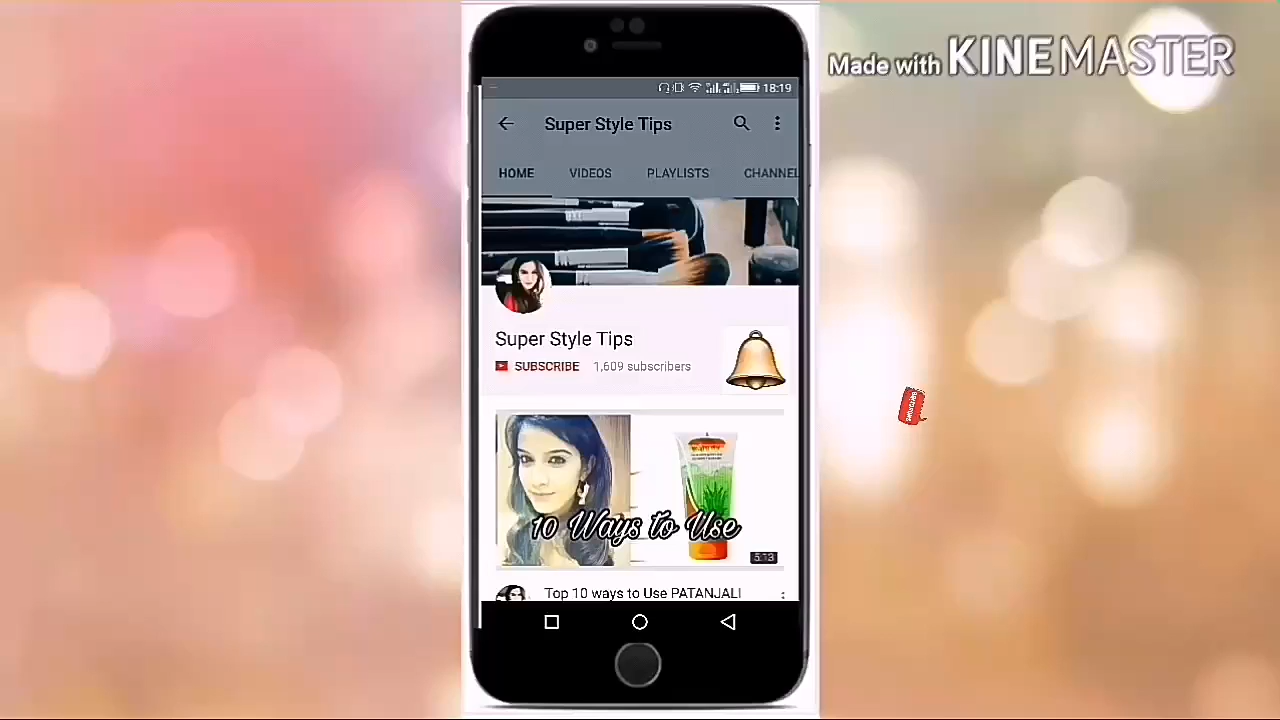 Made with KINEMASTER
18:19
Super Style Tips
HOME VIDEOS PLAYLISTS CHANNEL
Super Style Tips
SUBSCRIBE 1,609 subscribers
10 Ways to Use
5:13
Top 10 ways to Use PATANJALI